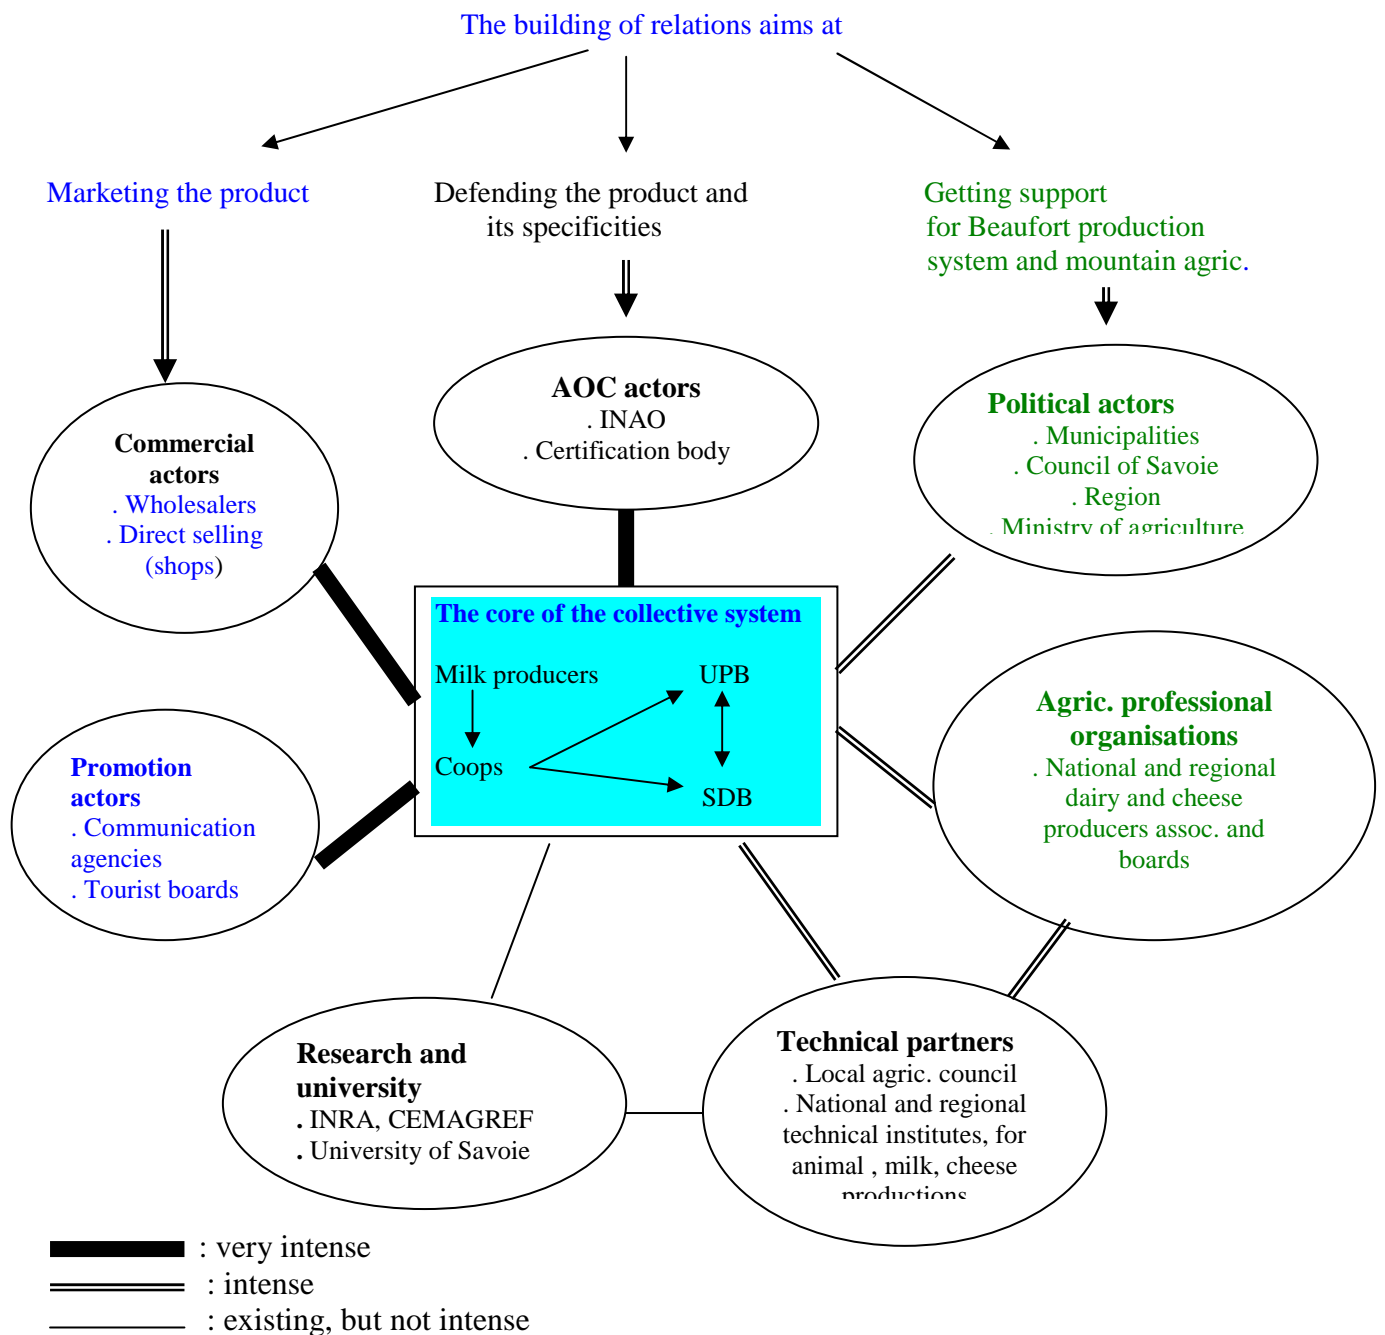 The building of relations aims at
Marketing the product
Defending the product and
its specificities
Getting support
for Beaufort production
system and mountain agric.
Commercial
actors
. Wholesalers
. Direct selling
(shops)
AOC actors
. INAO
. Certification body
Political actors
. Municipalities
. Council of Savoie
. Region
. Ministry of agriculture
The core of the collective system
Milk producers
UPB
Coops
SDB
Promotion
actors
. Communication
agencies
. Tourist boards
Agric. professional
organisations
. National and regional
dairy and cheese
producers assoc. and
boards
Research and
university
. INRA, CEMAGREF
. University of Savoie
Technical partners
. Local agric. council
. National and regional
technical institutes, for
animal , milk, cheese
productions
: very intense
: intense
: existing, but not intense